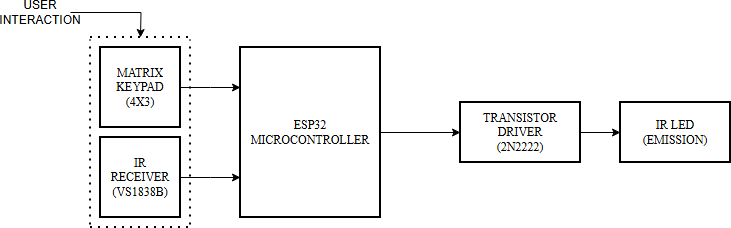 USER
INTERACTION
MATRIX
KEYPAD
(4X3)
IR
RECEIVER
(VS1838B)
ESP32
MICROCONTROLLER
TRANSISTOR
DRIVER
(2N2222)
IR LED
(EMISSION)